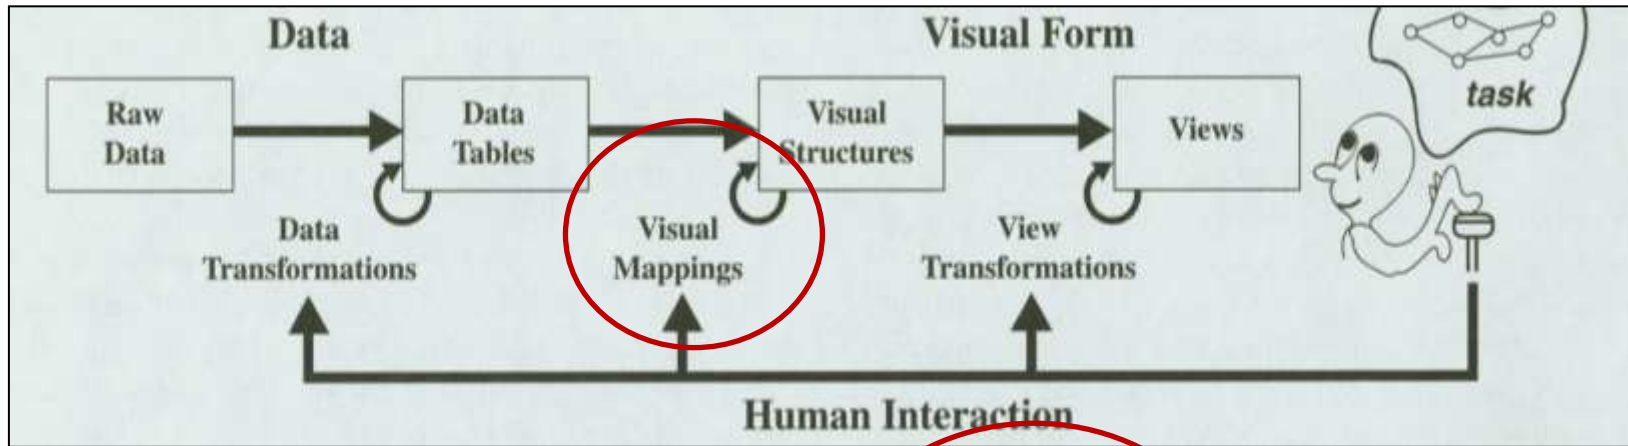 Data
Visual Form
Raw
Data
Data
Tables
Visual
Structures
Views
task
Data
Transformations
Visual
Mappings
View
Transformations
Human Interaction